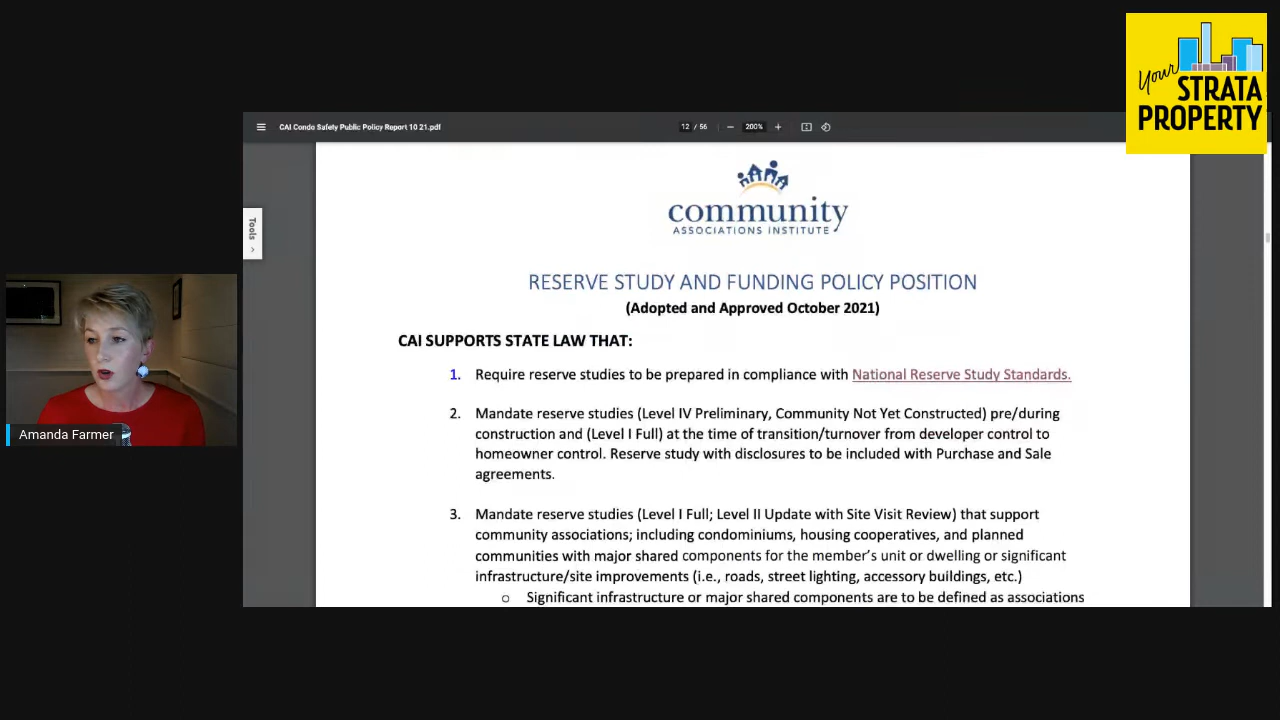 Your
STRATA
PROPERTY
CAI Condo Safety Public Policy Report 10 21.pdf
12 / 56
200%
Tools
community
ASSOCIATIONS INSTITUTE
RESERVE STUDY AND FUNDING POLICY POSITION
(Adopted and Approved October 2021)
CAI SUPPORTS STATE LAW THAT:
1. Require reserve studies to be prepared in compliance with National Reserve Study Standards.
2. Mandate reserve studies (Level IV Preliminary, Community Not Yet Constructed) pre/during
construction and (Level I Full) at the time of transition/turnover from developer control to
homeowner control. Reserve study with disclosures to be included with Purchase and Sale
agreements.
3. Mandate reserve studies (Level I Full; Level II Update with Site Visit Review) that support
community associations; including condominiums, housing cooperatives, and planned
communities with major shared components for the member's unit or dwelling or significant
infrastructure/site improvements (i.e., roads, street lighting, accessory buildings, etc.)
o Significant infrastructure or major shared components are to be defined as associations
Amanda Farmer